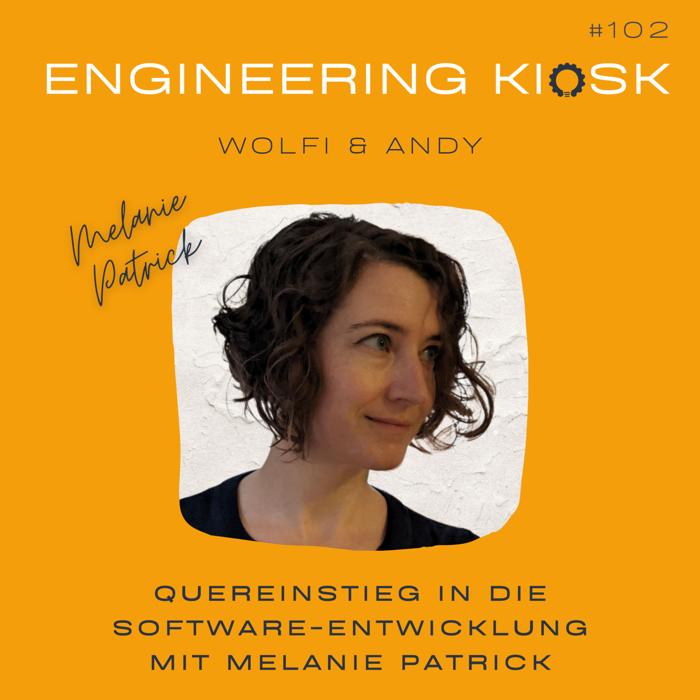 #102
ENGINEERING KIOSK
WOLFI & ANDY
Melanie
Patrick
QUEREINSTIEG IN DIE
SOFTWARE-ENTWICKLUNG
MIT MELANIE PATRICK